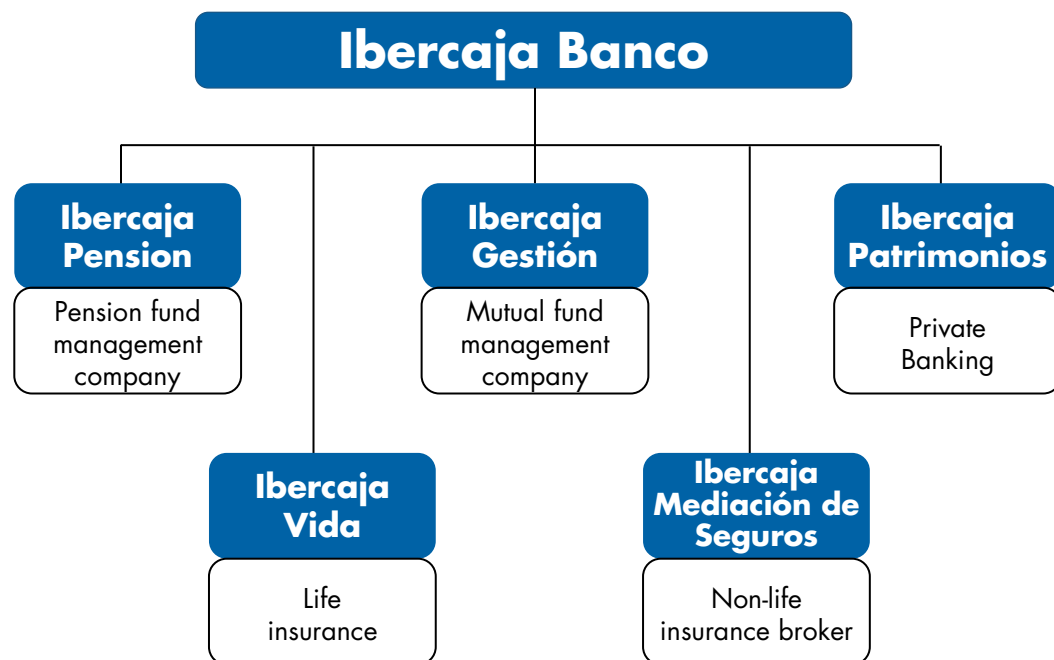 Ibercaja Banco
Ibercaja
Pension
Pension fund
management
company
Ibercaja
Gestión
Mutual fund
management
company
Ibercaja
Patrimonios
Private
Banking
Ibercaja
Vida
Life
insurance
Ibercaja
Mediación de
Seguros
Non-life
insurance broker